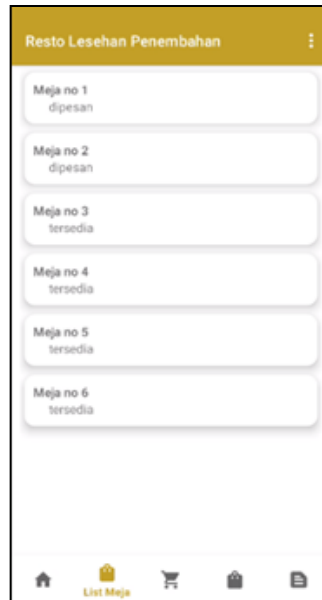 Resto Lesehan Penembahan
Meja no 1
dipesan
Meja no 2
dipesan
Meja no 3
tersedia
Meja no 4
tersedia
Meja no 5
tersedia
Meja no 6
tersedia
List Meja